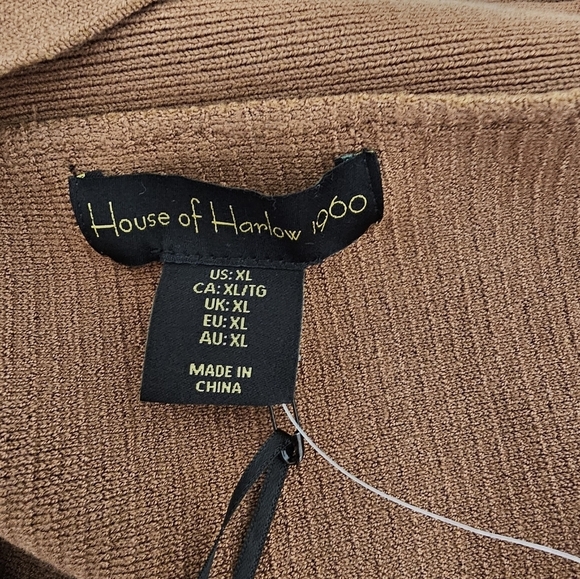 House of Harlow 1960
US: XL
CA: XL/TG
UK: XL
EU: XL
AU: XL
MADE IN
CHINA